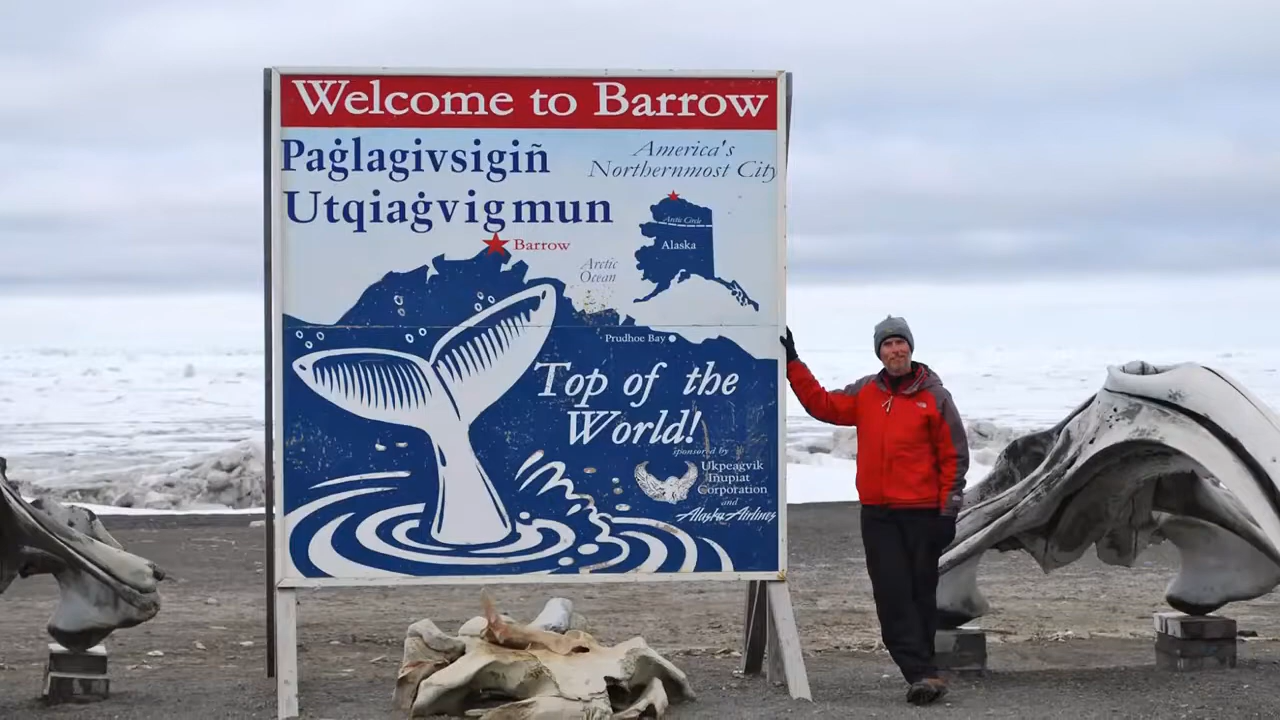 Welcome to Barrow
Paġlagivsigiñ
Utqiaġvigmun
America's
Northernmost City
Arctic Circle
Alaska
Barrow
Arctic
Ocean
Prudhoe Bay
Top of the
World!
sponsored by
Ukpeagvik
Iñupiat
Corporation
and
Alaska Airlines